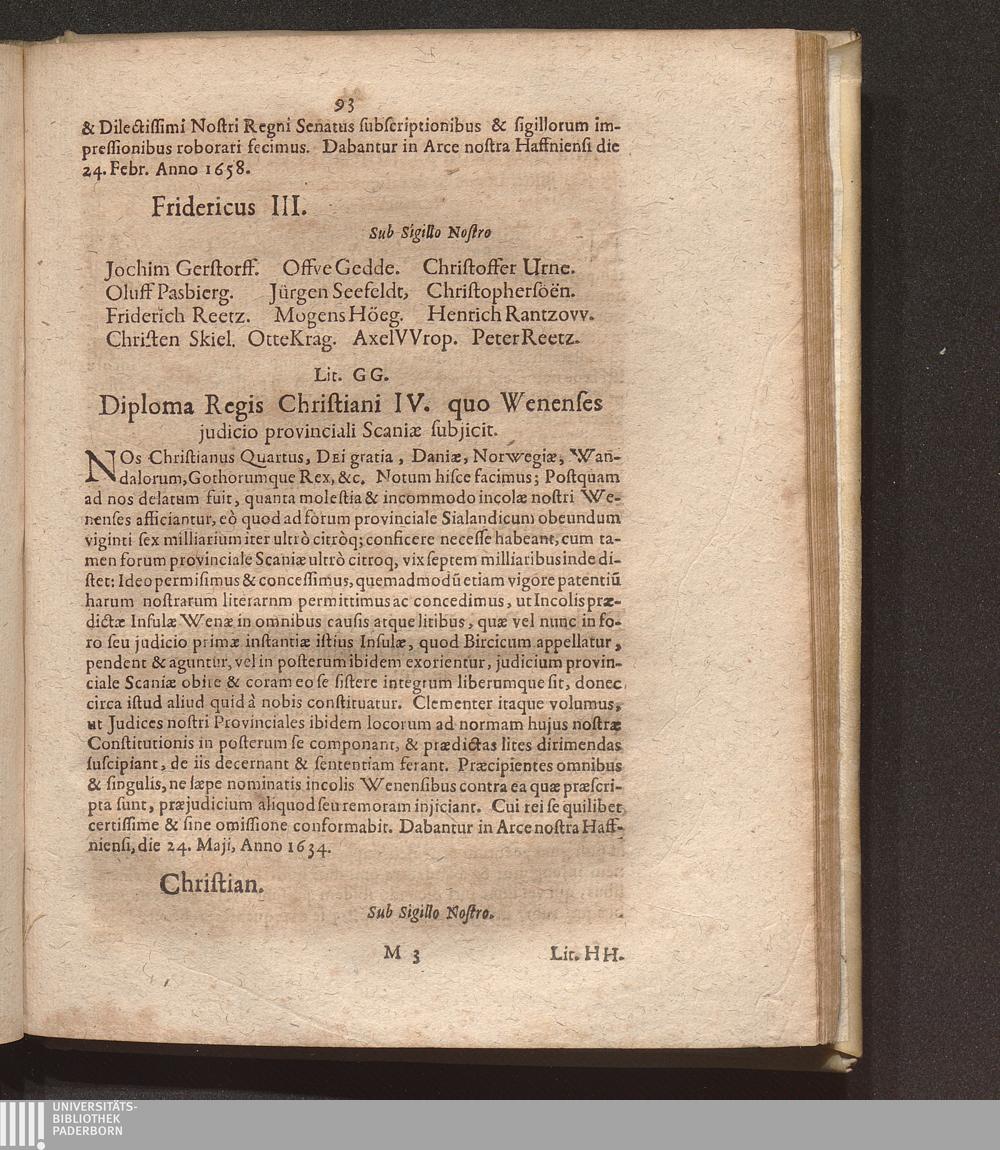 93
& Dilectissimi Nostri Regni Senatus subscriptionibus & sigillorum im-
pressionibus roborari fecimus. Dabantur in Arce nostra Haffniensi die
24. Febr. Anno 1658.
Fridericus III.
Sub Sigillo Nostro
Jochim Gerstorff. Offve Gedde. Christoffer Urne.
Oluff Pasbierg. Jürgen Seefeldt, Christophersöën.
Friderich Reetz. Mogens Höeg. Henrich Rantzovv.
Christen Skiel. Otte Krag. Axel VVrop. Peter Reetz.
Lit. GG.
Diploma Regis Christiani IV. quo Wenenses
judicio provinciali Scaniæ subjicit.
NOs Christianus Quartus, DEI gratia, Daniæ, Norwegiæ, Wan-
dalorum, Gothorumque Rex, &c. Notum hisce facimus; Postquam
ad nos delatum fuit, quanta molestia & incommodo incolæ nostri We-
nenses afficiantur, eò quod ad forum provinciale Sialandicum obeundum
viginti sex milliarium iter ultrò citròq; conficere necesse habeant, cum ta-
men forum provinciale Scaniæ ultrò citroq, vix septem milliaribus inde di-
stet: Ideo permisimus & concessimus, quemadmodū etiam vigore patentiū
harum nostrarum literarnm permittimus ac concedimus, ut Incolis præ-
dictæ Insulæ Wenæ in omnibus causis atque litibus, quæ vel nunc in fo-
ro seu judicio primæ instantiæ istius Insulæ, quod Bircicum appellatur,
pendent & aguntur, vel in posterum ibidem exorientur, judicium provin-
ciale Scaniæ obire & coram eo se sistere integrum liberumque sit, donec
circa istud aliud quid à nobis constituatur. Clementer itaque volumus,
ut Judices nostri Provinciales ibidem locorum ad normam hujus nostræ
Constitutionis in posterum se componant, & prædictas lites dirimendas
suscipiant, de iis decernant & sententiam ferant. Præcipientes omnibus
& singulis, ne sæpe nominatis incolis Wenensibus contra ea quæ præscri-
pta sunt, præjudicium aliquod seu remoram injiciant. Cui rei se quilibet
certissime & sine omissione conformabit. Dabantur in Arce nostra Haff-
niensi, die 24. Maji, Anno 1634.
Christian.
Sub Sigillo Nostro.
M 3 Lit. HH.
UNIVERSITÄTS-
BIBLIOTHEK
PADERBORN